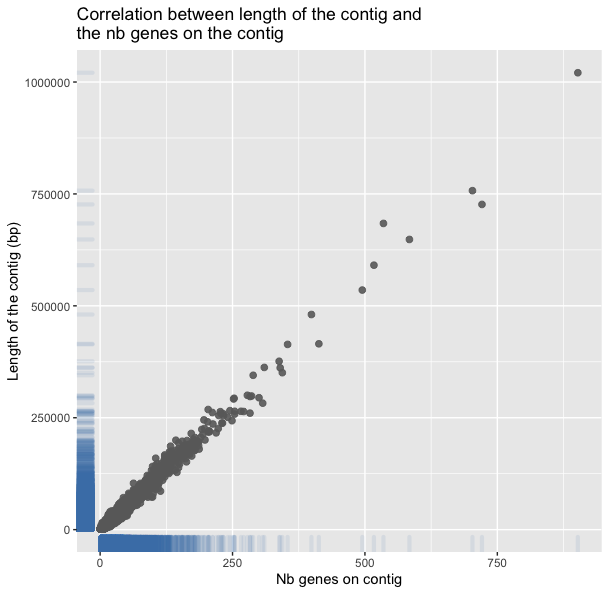 Correlation between length of the contig and
the nb genes on the contig
1000000
750000
500000
250000
0
Length of the contig (bp)
0 250 500 750
Nb genes on contig